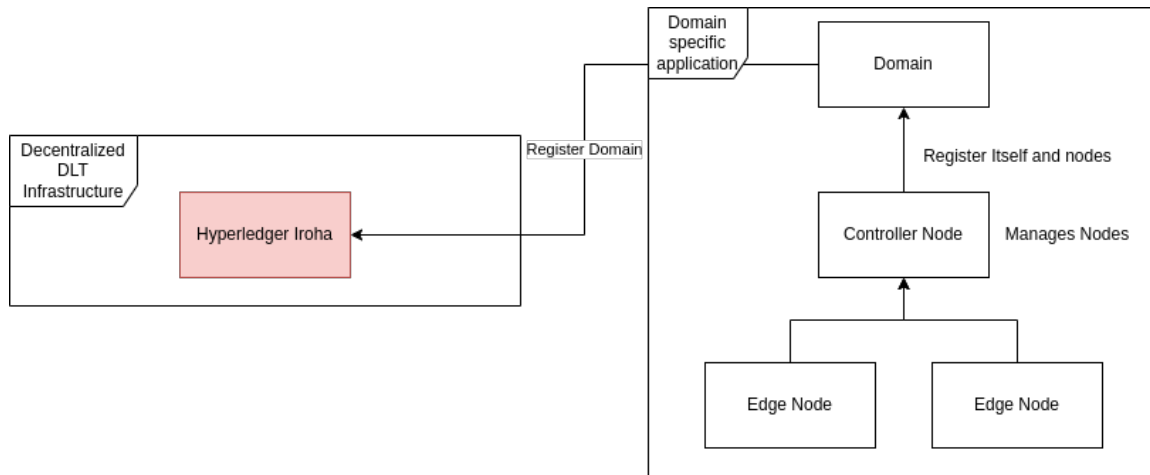 Decentralized
DLT
Infrastructure
Hyperledger Iroha
Register Domain
Domain
specific
application
Domain
Register Itself and nodes
Controller Node
Manages Nodes
Edge Node
Edge Node